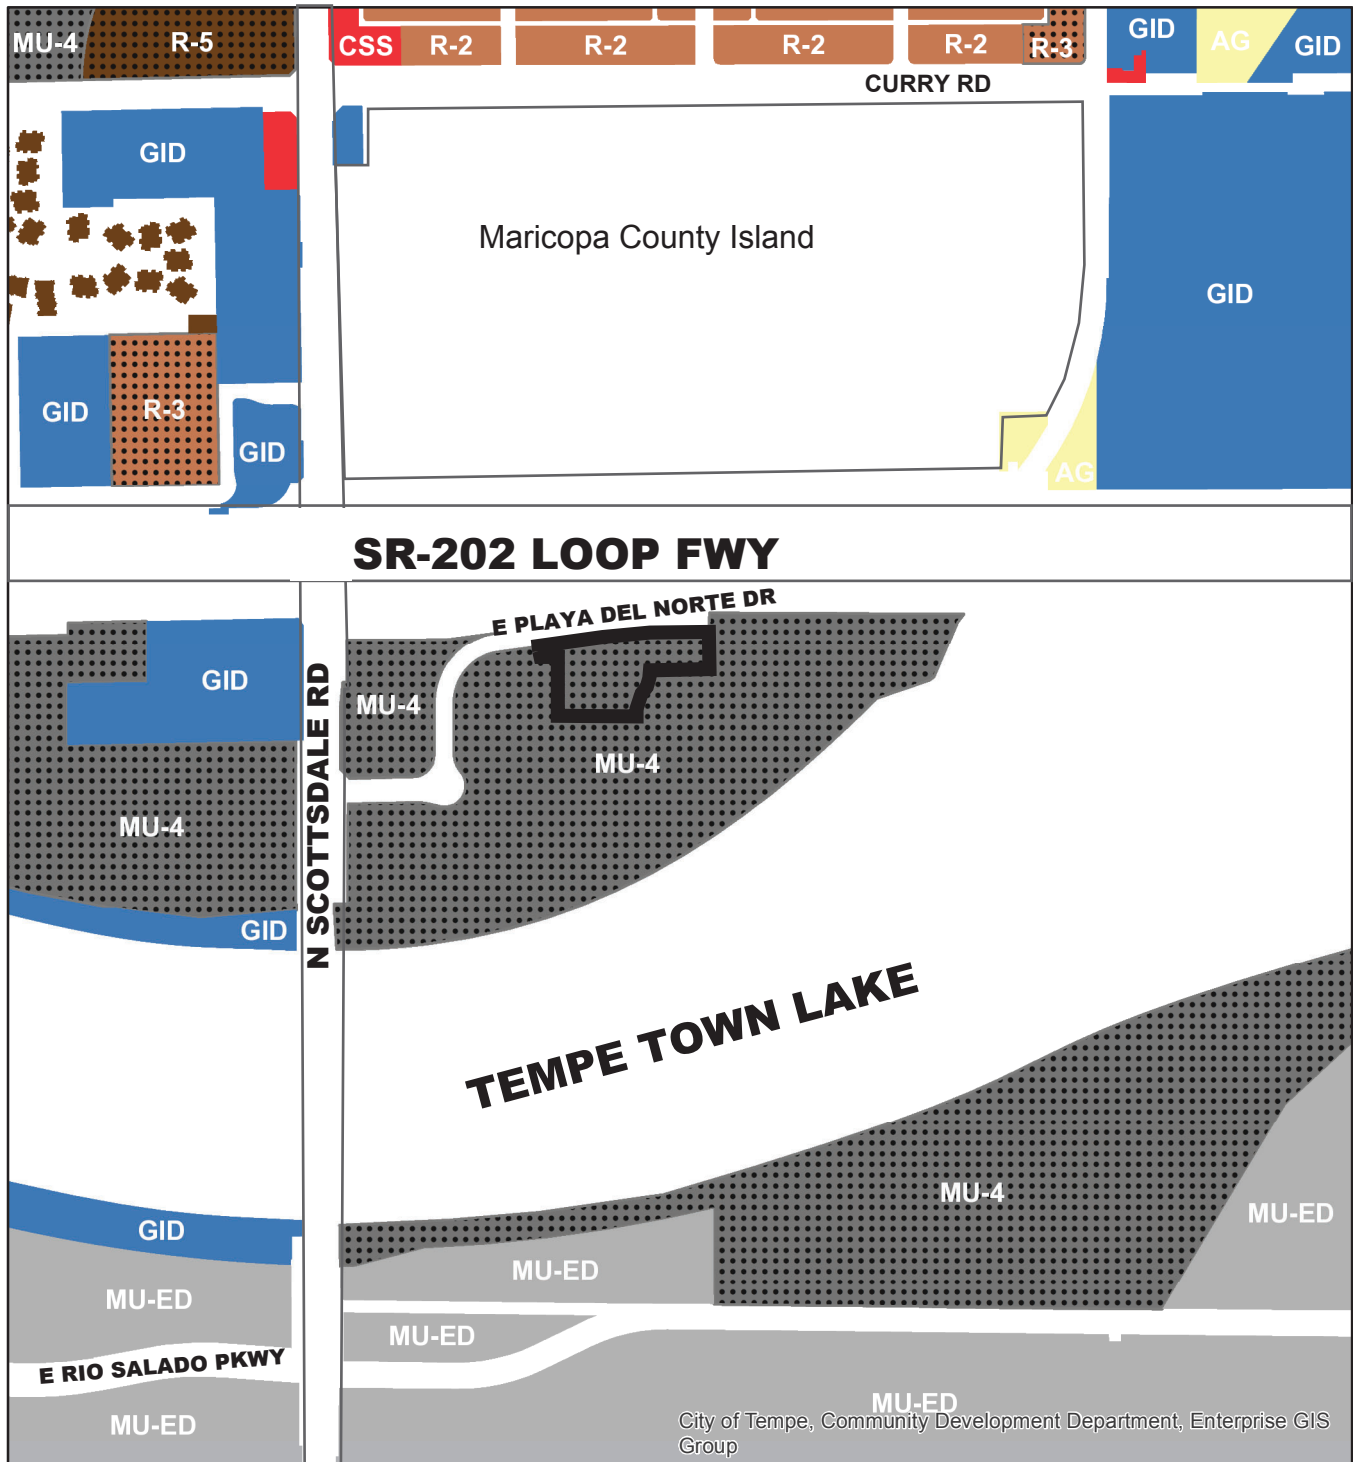 MU-4
R-5
CSS
R-2
R-2
R-2
R-2
R-3
GID
AG
GID
CURRY RD
GID
Maricopa County Island
GID
GID
R-3
GID
AG
SR-202 LOOP FWY
E PLAYA DEL NORTE DR
GID
MU-4
N SCOTTSDALE RD
MU-4
MU-4
GID
TEMPE TOWN LAKE
MU-4
MU-ED
GID
MU-ED
MU-ED
MU-ED
E RIO SALADO PKWY
MU-ED
MU-ED
City of Tempe, Community Development Department, Enterprise GIS
Group